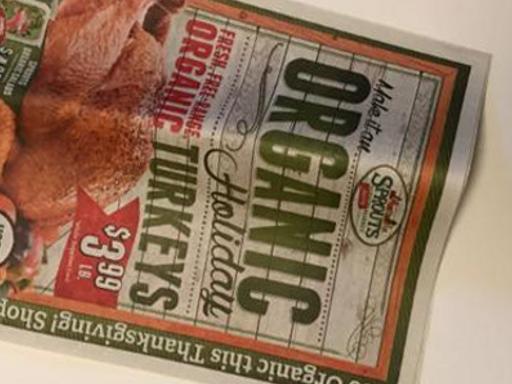 Make it an
SPROUTS
ORGANIC
Holiday
FRESH, FREE-RANGE
ORGANIC
TURKEYS
$3.99
LB.
Organic this Thanksgiving! Shop